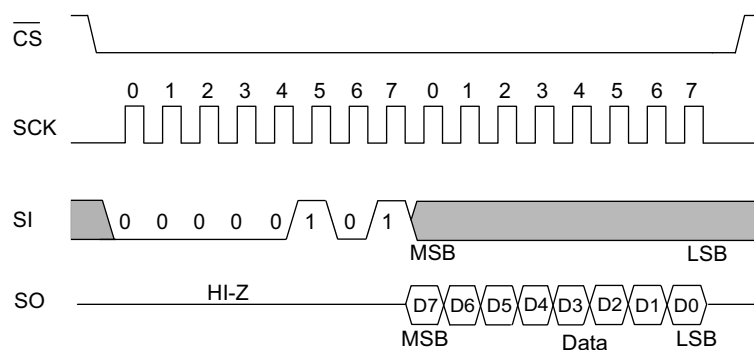 CS
0 1 2 3 4 5 6 7 0 1 2 3 4 5 6 7
SCK
SI 0 0 0 0 0 1 0 1
MSB LSB
HI-Z
SO D7 D6 D5 D4 D3 D2 D1 D0
MSB Data LSB